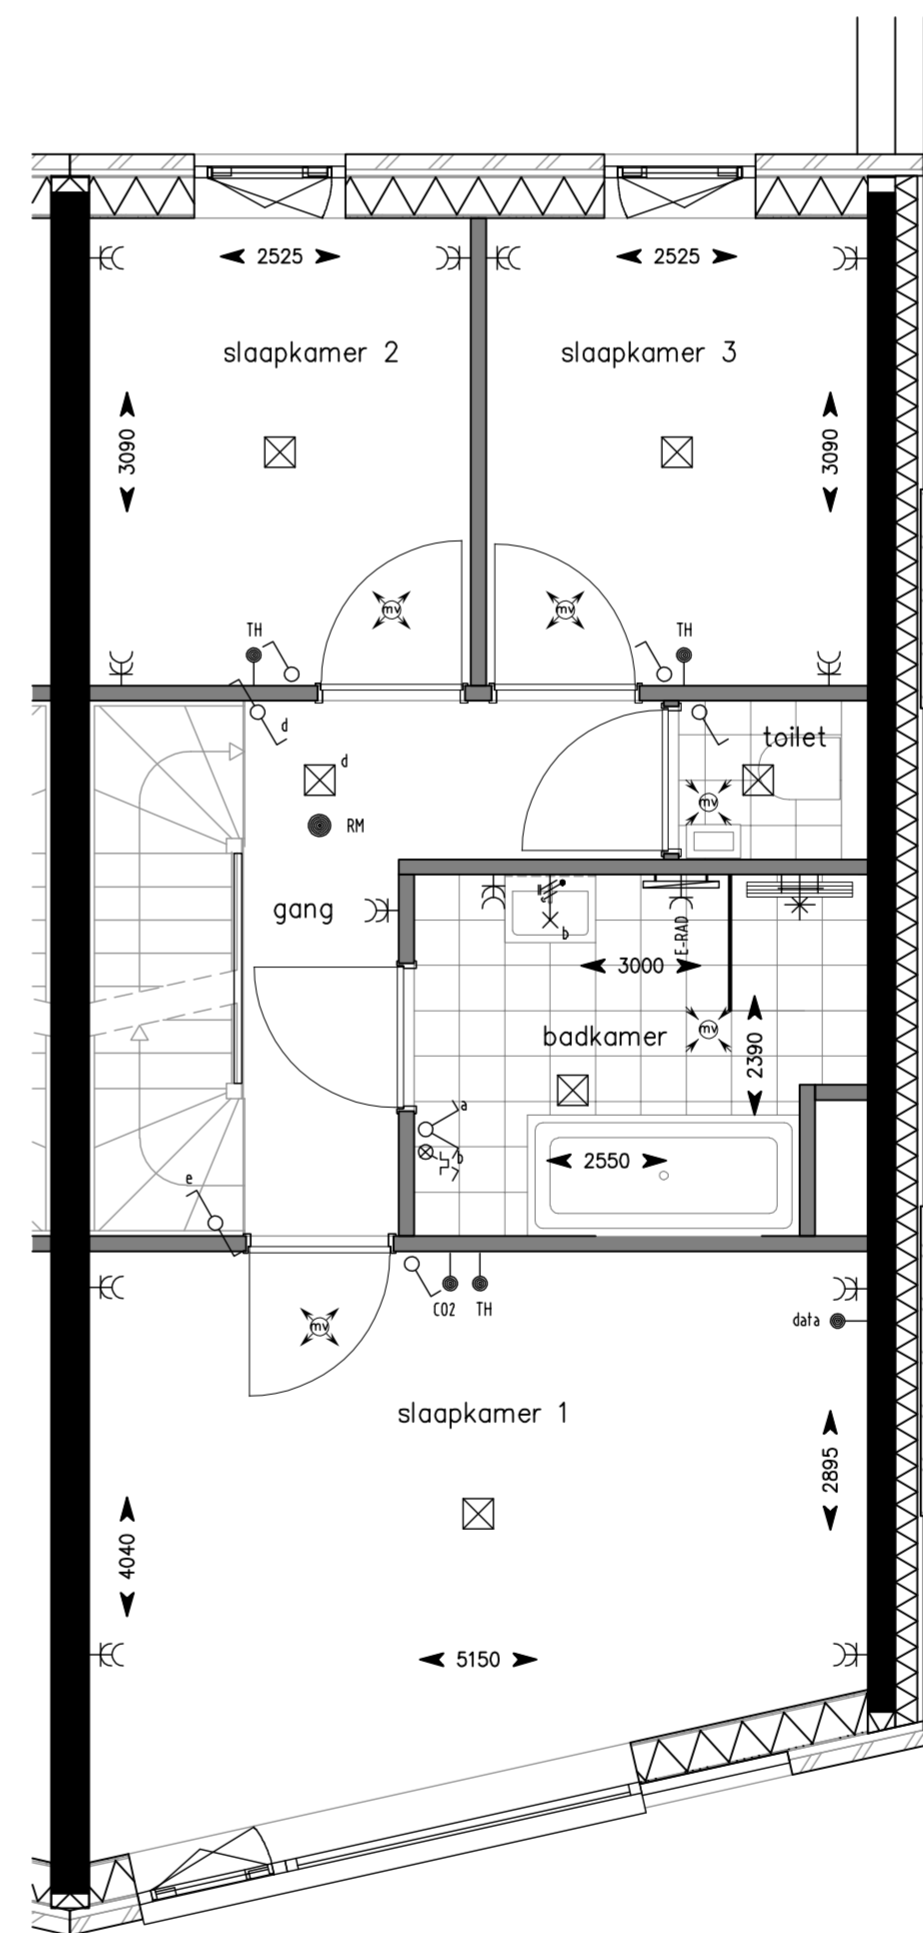 2525
2525
slaapkamer 2
slaapkamer 3
3090
3090
mv
mv
TH
TH
d
toilet
d
mv
RM
gang
b
E-RAD
3000
badkamer
mv
2390
a
b
2550
e
CO2
TH
data
mv
slaapkamer 1
2895
4040
5150